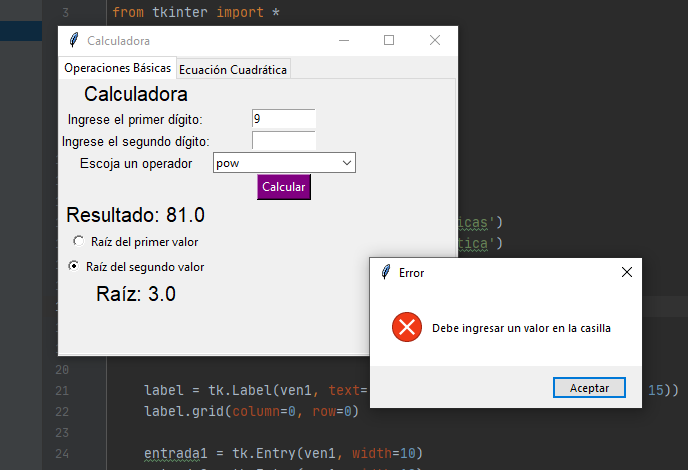 3 from tkinter import *
Calculadora
Operaciones Básicas Ecuación Cuadrática
Calculadora
Ingrese el primer dígito: 9
Ingrese el segundo dígito:
Escoja un operador pow
Calcular
Resultado: 81.0
icas')
Raíz del primer valor
tica')
Raíz del segundo valor
Raíz: 3.0
Error
Debe ingresar un valor en la casilla
Aceptar
20
21 label = tk.Label(ven1, text= 15))
22 label.grid(column=0, row=0)
23
24 entrada1 = tk.Entry(ven1, width=10)